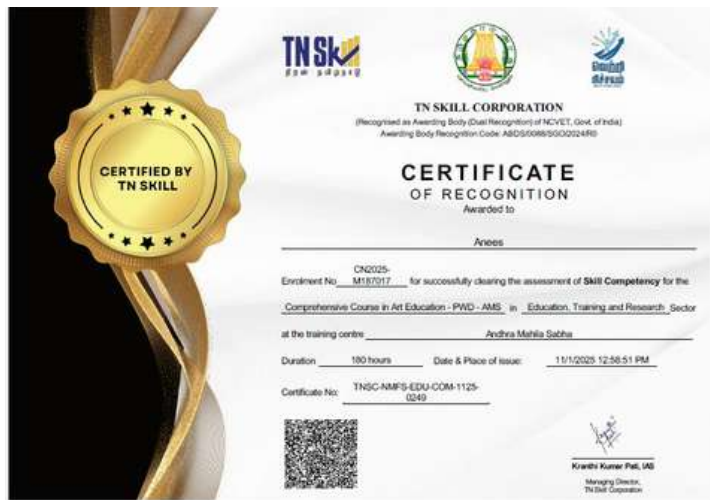 TN Sk
திறன் தமிழ்நாடு
வெற்றி
நிச்சயம்
CERTIFIED BY
TN SKILL
TN SKILL CORPORATION
(Recognised as Awarding Body (Dual Recognition) of NCVET, Govt. of India)
Awarding Body Recognition Code: ABDS/0088/SGO/2024/R0
CERTIFICATE
OF RECOGNITION
Awarded to
Anees
Enrolment No CN2025-M187017 for successfully clearing the assessment of Skill Competency for the
Comprehensive Course in Art Education - PWD - AMS in Education, Training and Research Sector
at the training centre Andhra Mahila Sabha
Duration 180 hours Date & Place of issue: 11/1/2025 12:58:51 PM
Certificate No: TNSC-NMFS-EDU-COM-1125-0249
Kranthi Kumar Pati, IAS
Managing Director,
TN Skill Corporation